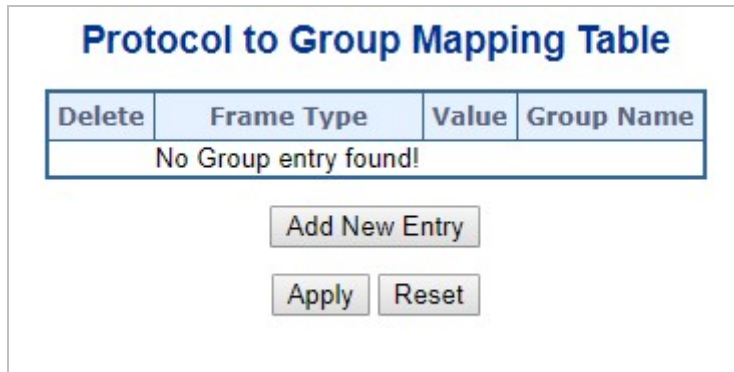 Protocol to Group Mapping Table
Delete Frame Type Value Group Name
No Group entry found!
Add New Entry
Apply Reset